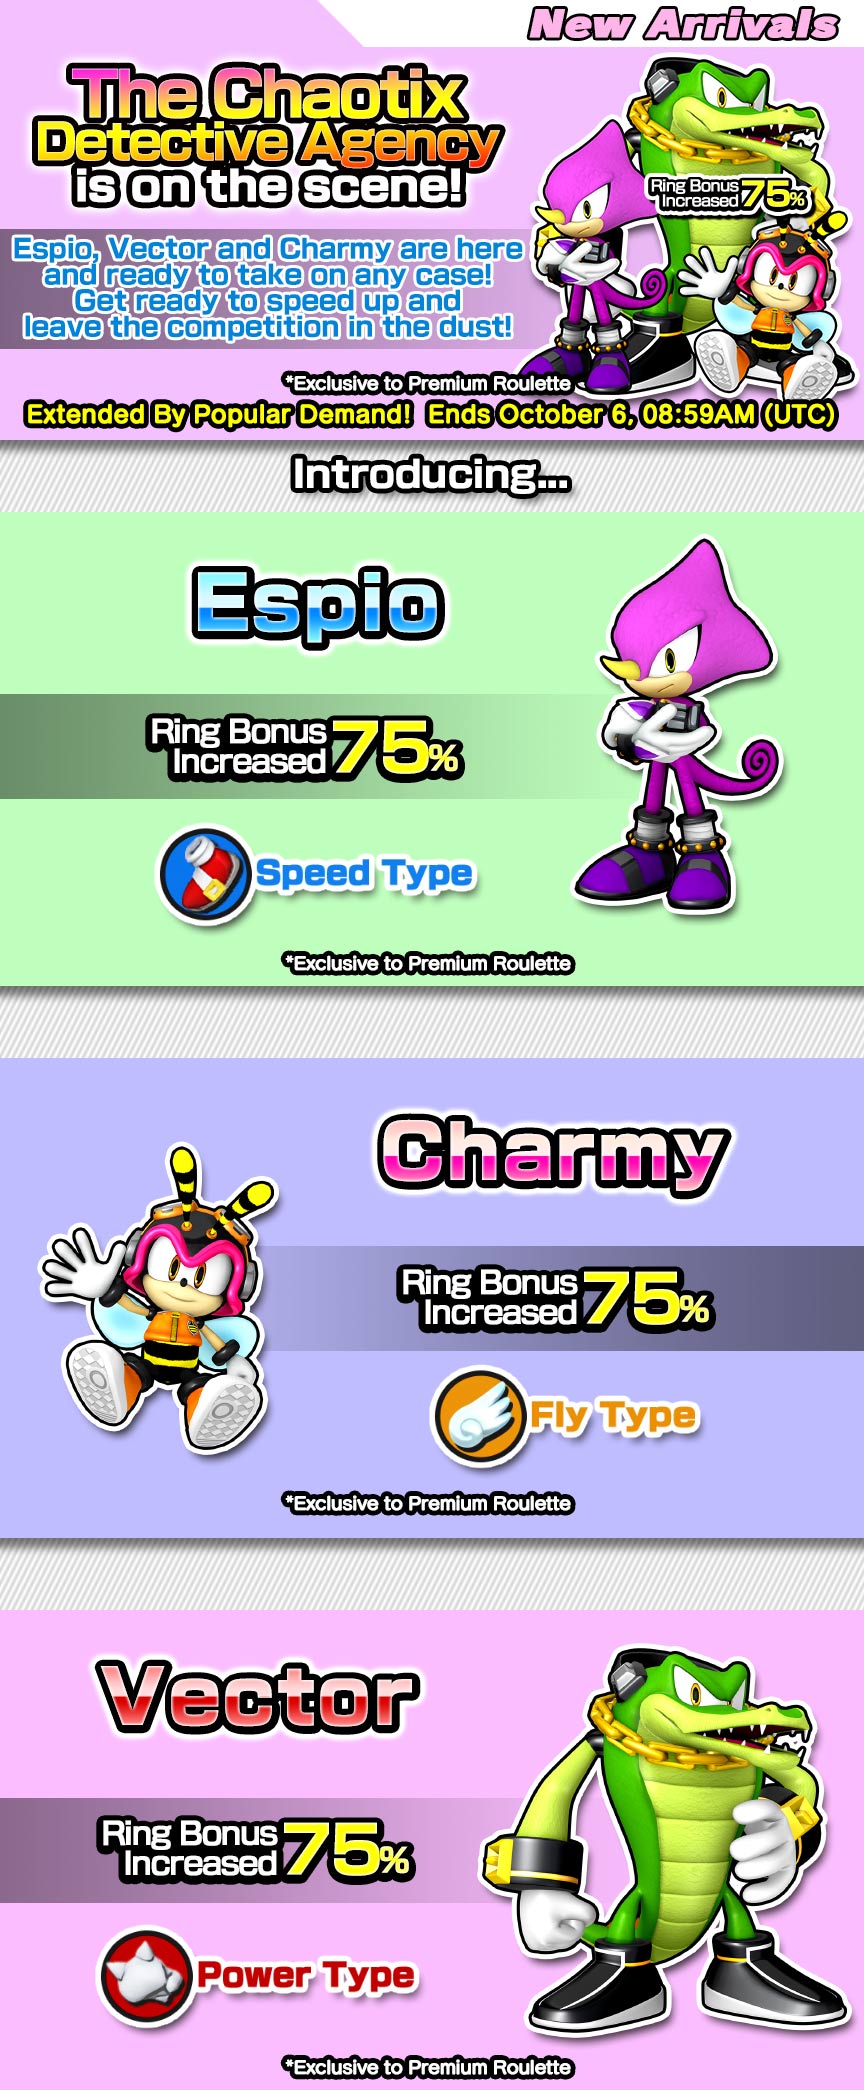 New Arrivals
The Chaotix
Detective Agency
is on the scene!
Ring Bonus
Increased 75%
Espio, Vector and Charmy are here
and ready to take on any case!
Get ready to speed up and
leave the competition in the dust!
*Exclusive to Premium Roulette
Extended By Popular Demand! Ends October 6, 08:59AM (UTC)
Introducing...
Espio
Ring Bonus
Increased 75%
Speed Type
*Exclusive to Premium Roulette
Charmy
Ring Bonus
Increased 75%
Fly Type
*Exclusive to Premium Roulette
Vector
Ring Bonus
Increased 75%
Power Type
*Exclusive to Premium Roulette